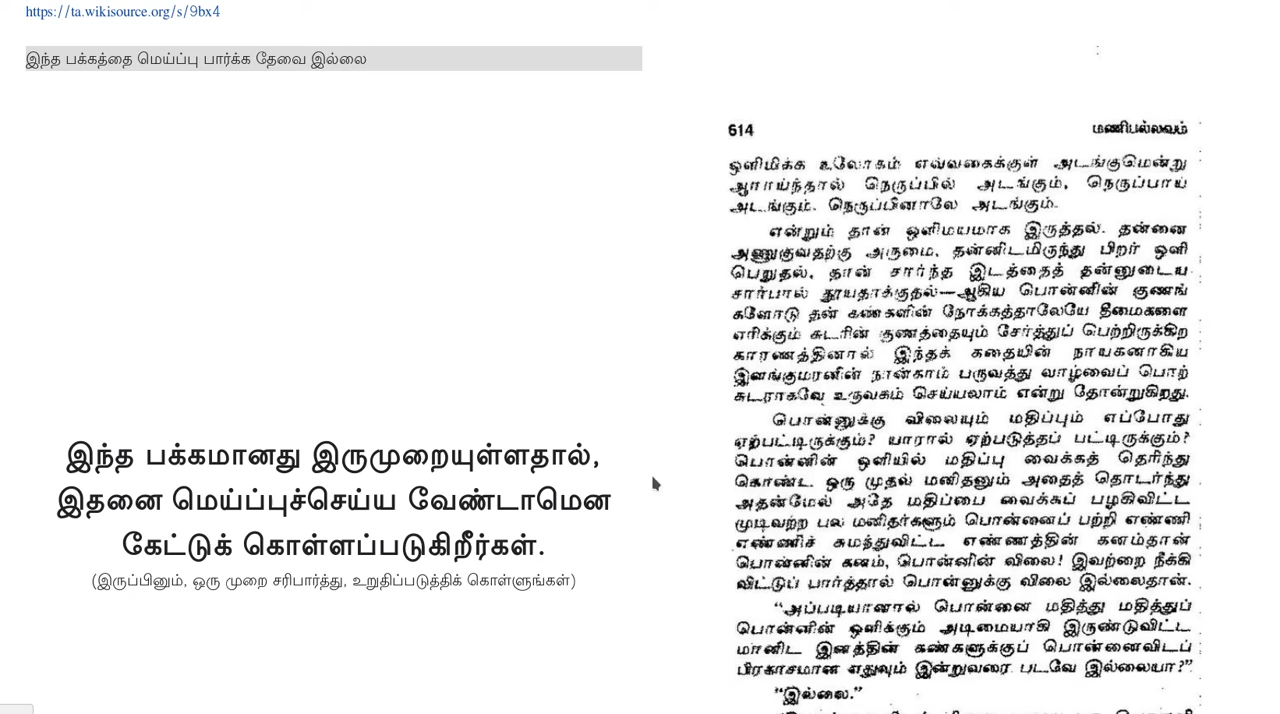 https://ta.wikisource.org/s/9bx4
இந்த பக்கத்தை மெய்ப்பு பார்க்க தேவை இல்லை
இந்த பக்கமானது இருமுறையுள்ளதால்,
இதனை மெய்ப்புச்செய்ய வேண்டாமென
கேட்டுக் கொள்ளப்படுகிறீர்கள்.
(இருப்பினும், ஒரு முறை சரிபார்த்து, உறுதிப்படுத்திக் கொள்ளுங்கள்)
614 மணிபல்லவம்
ஒளிமிக்க உலோகம் எவ்வகைக்குள் அடங்குமென்று
ஆராய்ந்தால் நெருப்பில் அடங்கும், நெருப்பாய்
அடங்கும். நெருப்பினாலே அடங்கும்.
என்றும் தான் ஒளிமயமாக இருத்தல். தன்னை
அணுகுவதற்கு அருமை, தன்னிடமிருந்து பிறர் ஒளி
பெறுதல், தான் சார்ந்த இடத்தைத் தன்னுடைய
சார்பால் தூயதாக்குதல்—ஆகிய பொன்னின் குணங்
களோடு தன் கண்களின் நோக்கத்தாலேயே தீமைகளை
எரிக்கும் சுடரின் குணத்தையும் சேர்த்துப் பெற்றிருக்கிற
காரணத்தினால் இந்தக் கதையின் நாயகனாகிய
இளங்குமரனின் நான்காம் பருவத்து வாழ்வைப் பொற்
சுடராகவே உருவகம் செய்யலாம் என்று தோன்றுகிறது.
பொன்னுக்கு விலையும் மதிப்பும் எப்போது
ஏற்பட்டிருக்கும்? யாரால் ஏற்படுத்தப் பட்டிருக்கும்?
பொன்னின் ஒளியில் மதிப்பு வைக்கத் தெரிந்து
கொண்ட ஒரு முதல் மனிதனும் அதைத் தொடர்ந்து
அதன்மேல் அதே மதிப்பை வைக்கப் பழகிவிட்ட
முடிவற்ற பல மனிதர்களும் பொன்னைப் பற்றி எண்ணி
எண்ணிச் சுமந்துவிட்ட எண்ணத்தின் கனம்தான்
பொன்னின் கனம், பொன்னின் விலை! இவற்றை நீக்கி
விட்டுப் பார்த்தால் பொன்னுக்கு விலை இல்லைதான்.
“அப்படியானால் பொன்னை மதித்து மதித்துப்
பொன்னின் ஒளிக்கும் அடிமையாகி இருண்டுவிட்ட
மானிட இனத்தின் கண்களுக்குப் பொன்னைவிடப்
பிரகாசமான எதுவும் இன்றுவரை படவே இல்லையா?”
“இல்லை.”